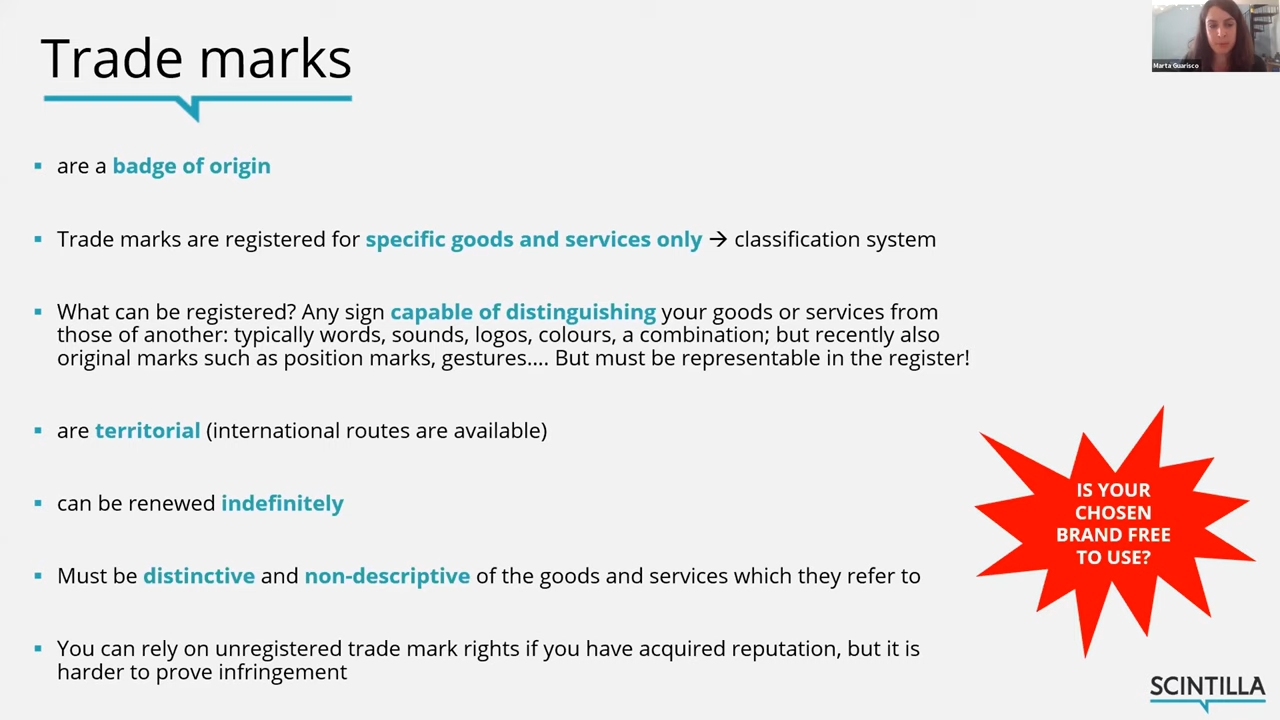 Trade marks
Marta Guarisco
▪ are a badge of origin
▪ Trade marks are registered for specific goods and services only → classification system
▪ What can be registered? Any sign capable of distinguishing your goods or services from
those of another: typically words, sounds, logos, colours, a combination; but recently also
original marks such as position marks, gestures.... But must be representable in the register!
▪ are territorial (international routes are available)
▪ can be renewed indefinitely
▪ Must be distinctive and non-descriptive of the goods and services which they refer to
▪ You can rely on unregistered trade mark rights if you have acquired reputation, but it is
harder to prove infringement
IS YOUR
CHOSEN
BRAND FREE
TO USE?
SCINTILLA